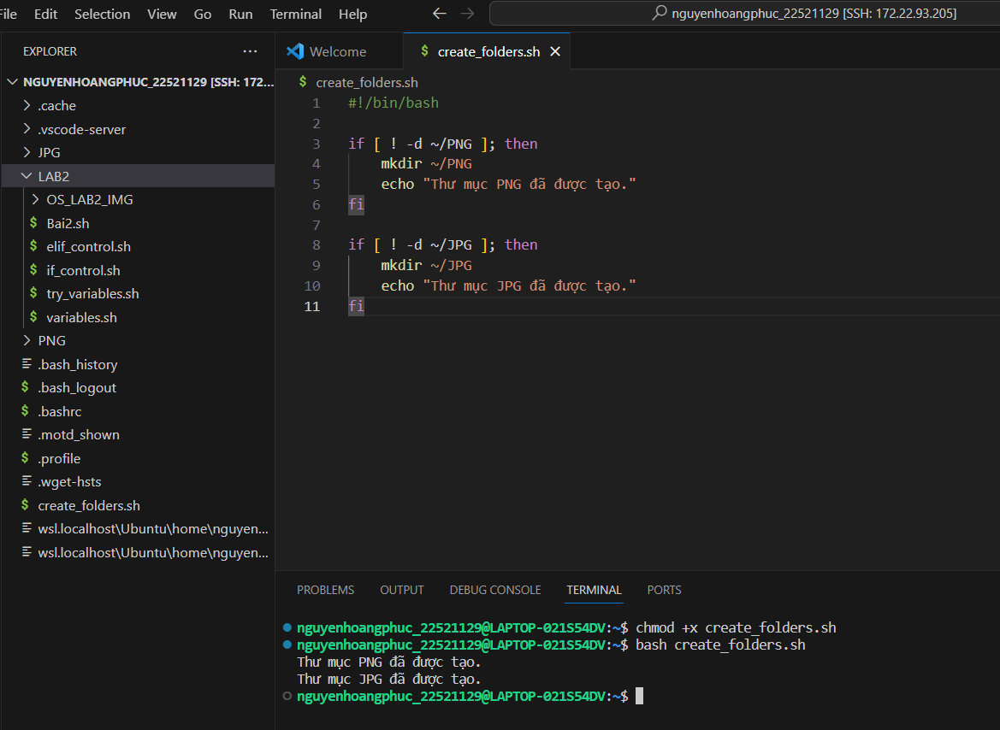 File Edit Selection View Go Run Terminal Help
nguyenhoangphuc_22521129 [SSH: 172.22.93.205]
EXPLORER
NGUYENHOANGPHUC_22521129 [SSH: 172...
.cache
.vscode-server
JPG
LAB2
OS_LAB2_IMG
$ Bai2.sh
$ elif_control.sh
$ if_control.sh
$ try_variables.sh
$ variables.sh
PNG
.bash_history
$ .bash_logout
$ .bashrc
.motd_shown
$ .profile
.wget-hsts
$ create_folders.sh
wsl.localhost\Ubuntu\home\nguyen...
wsl.localhost\Ubuntu\home\nguyen...
Welcome
$ create_folders.sh
$ create_folders.sh
1 #!/bin/bash
2
3 if [ ! -d ~/PNG ]; then
4 mkdir ~/PNG
5 echo "Thư mục PNG đã được tạo."
6 fi
7
8 if [ ! -d ~/JPG ]; then
9 mkdir ~/JPG
10 echo "Thư mục JPG đã được tạo."
11 fi
PROBLEMS OUTPUT DEBUG CONSOLE TERMINAL PORTS
nguyenhoangphuc_22521129@LAPTOP-021S54DV:~$ chmod +x create_folders.sh
nguyenhoangphuc_22521129@LAPTOP-021S54DV:~$ bash create_folders.sh
Thư mục PNG đã được tạo.
Thư mục JPG đã được tạo.
nguyenhoangphuc_22521129@LAPTOP-021S54DV:~$